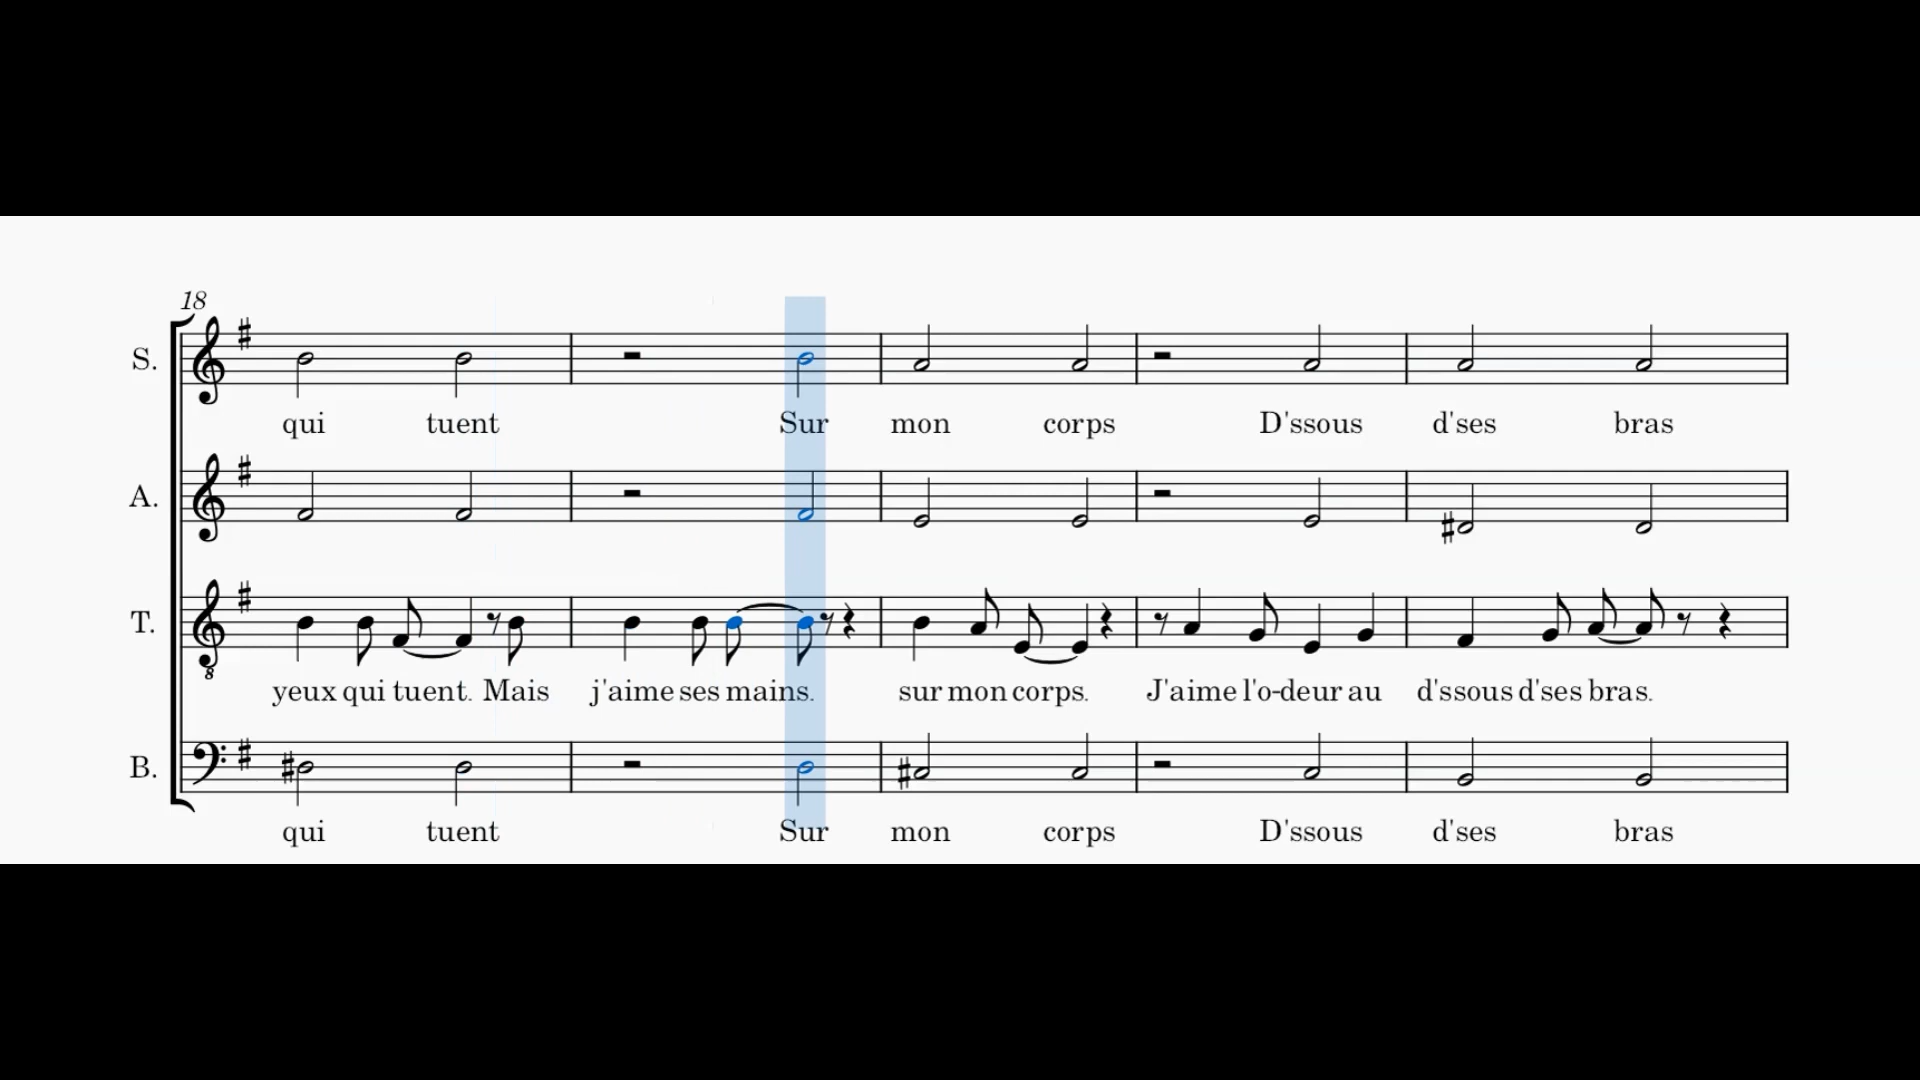 18
S.
qui tuent Sur mon corps D'ssous d'ses bras
A.
T.
8
yeux qui tuent. Mais j'aime ses mains. sur mon corps. J'aime l'o-deur au d'ssous d'ses bras.
B.
qui tuent Sur mon corps D'ssous d'ses bras